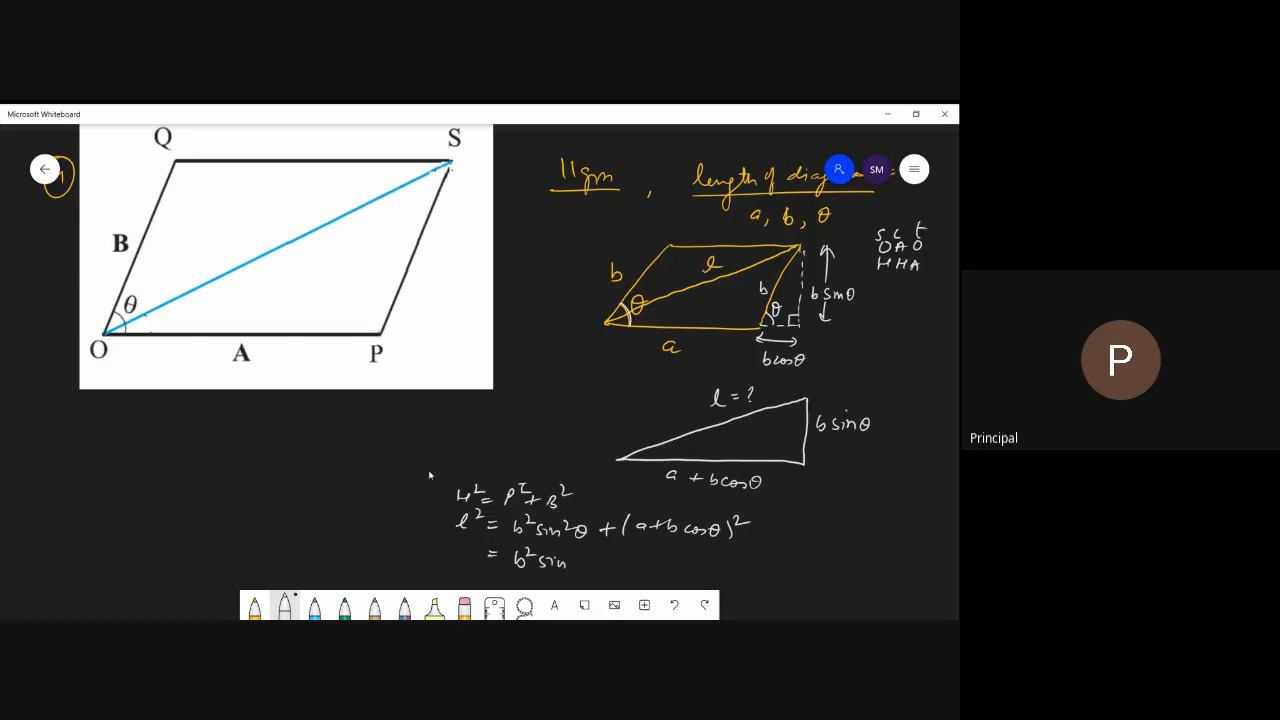 Microsoft Whiteboard
Q
S
B
θ
O
A
P
11gm , length of diag
a, b, θ
S C t
O A O
H H A
b
l
θ
a
b
θ
b sinθ
b cosθ
l = ?
b sinθ
a + b cosθ
H² = P² + B²
l² = b² sin²θ + (a+b cosθ)²
= b² sin
SM
A
P
Principal